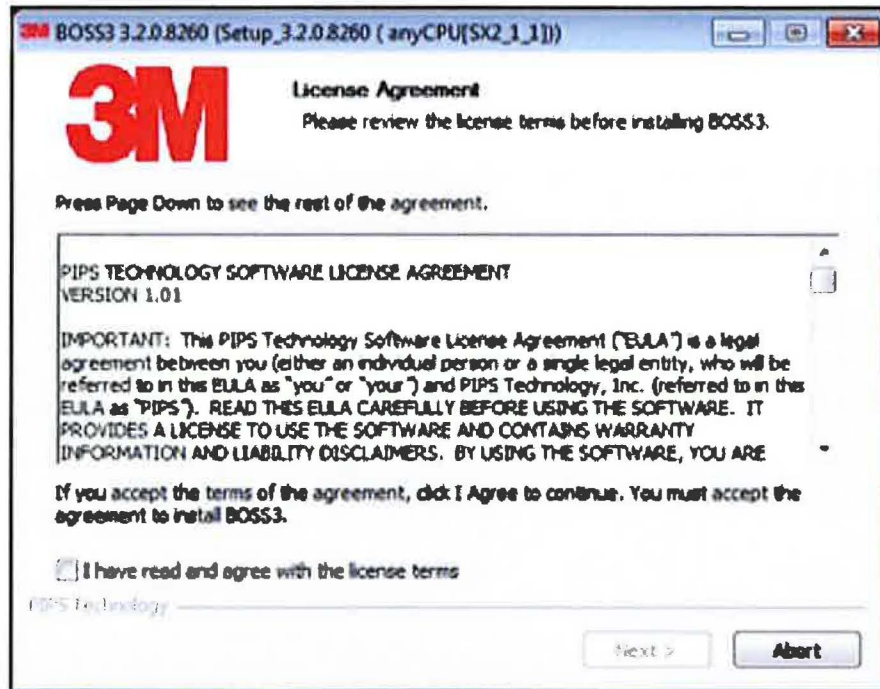 3M BOSS3 3.2.0.8260 (Setup_3.2.0.8260 ( anyCPU[SX2_1_1]))
3M
License Agreement
Please review the license terms before installing BOSS3.
Press Page Down to see the rest of the agreement.
PIPS TECHNOLOGY SOFTWARE LICENSE AGREEMENT
VERSION 1.01
IMPORTANT: This PIPS Technology Software License Agreement ("EULA") is a legal
agreement between you (either an individual person or a single legal entity, who will be
referred to in this EULA as "you" or "your") and PIPS Technology, Inc. (referred to in this
EULA as "PIPS"). READ THIS EULA CAREFULLY BEFORE USING THE SOFTWARE. IT
PROVIDES A LICENSE TO USE THE SOFTWARE AND CONTAINS WARRANTY
INFORMATION AND LIABILITY DISCLAIMERS. BY USING THE SOFTWARE, YOU ARE
If you accept the terms of the agreement, click I Agree to continue. You must accept the
agreement to install BOSS3.
I have read and agree with the license terms
PIPS Technology
Next >
Abort